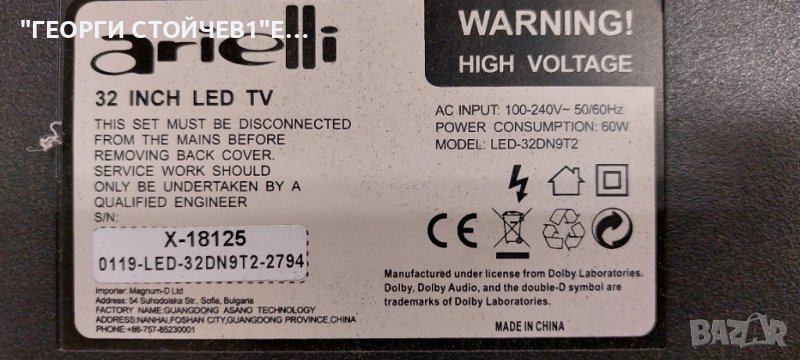 "ГЕОРГИ СТОЙЧЕВ1"Е...
arielli
32 INCH LED TV
THIS SET MUST BE DISCONNECTED
FROM THE MAINS BEFORE
REMOVING BACK COVER.
SERVICE WORK SHOULD
ONLY BE UNDERTAKEN BY A
QUALIFIED ENGINEER
S/N:
X-18125
0119-LED-32DN9T2-2794
Importer: Magnum-D Ltd
Address: 54 Suhodolska Str., Sofia, Bulgaria
FACTORY NAME:GUANGDONG ASANO TECHNOLOGY
ADDRESS:NANHAI,FOSHAN CITY,GUANGDONG PROVINCE,CHINA
PHONE:+86-757-85230001
WARNING!
HIGH VOLTAGE
AC INPUT: 100-240V~ 50/60Hz
POWER CONSUMPTION: 60W
MODEL: LED-32DN9T2
CE
Manufactured under license from Dolby Laboratories.
Dolby, Dolby Audio, and the double-D symbol are
trademarks of Dolby Laboratories.
MADE IN CHINA
BAZAR